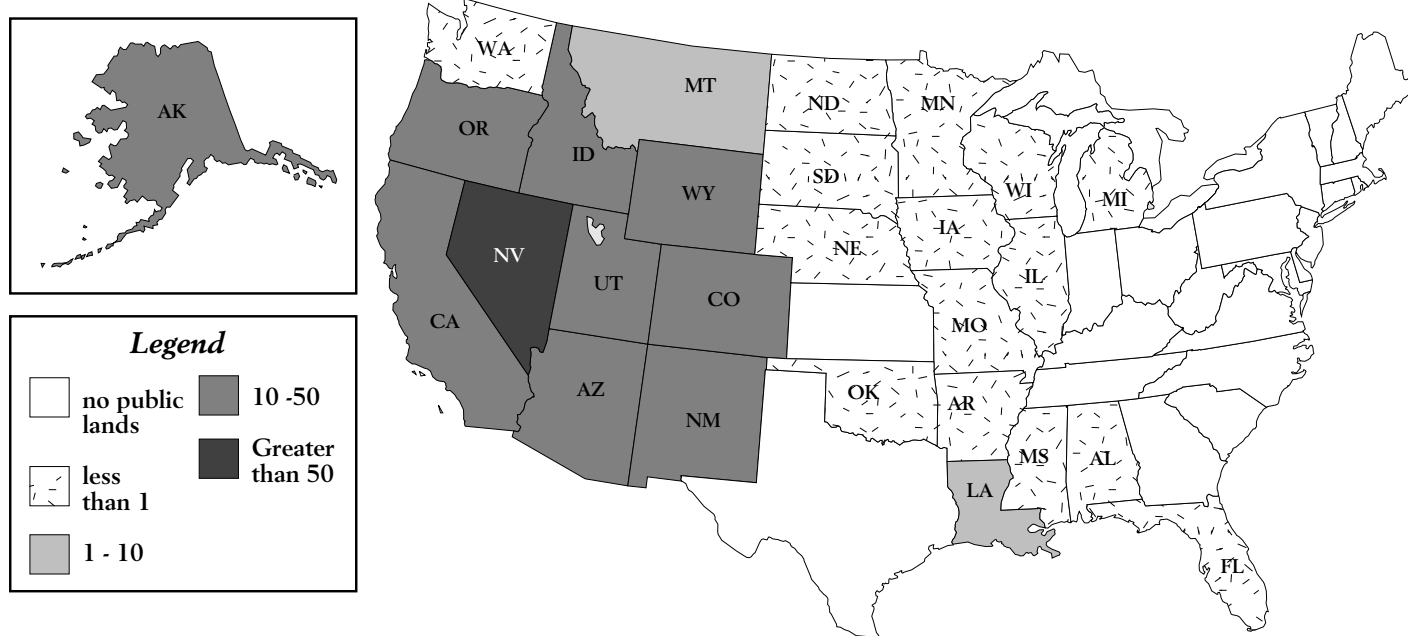 AK
Legend
no public
lands
less
than 1
1 - 10
10 -50
Greater
than 50
WA
MT
ND
MN
OR
ID
WY
SD
WI
MI
NV
UT
CO
NE
IA
IL
CA
MO
AZ
NM
OK
AR
MS
AL
LA
FL